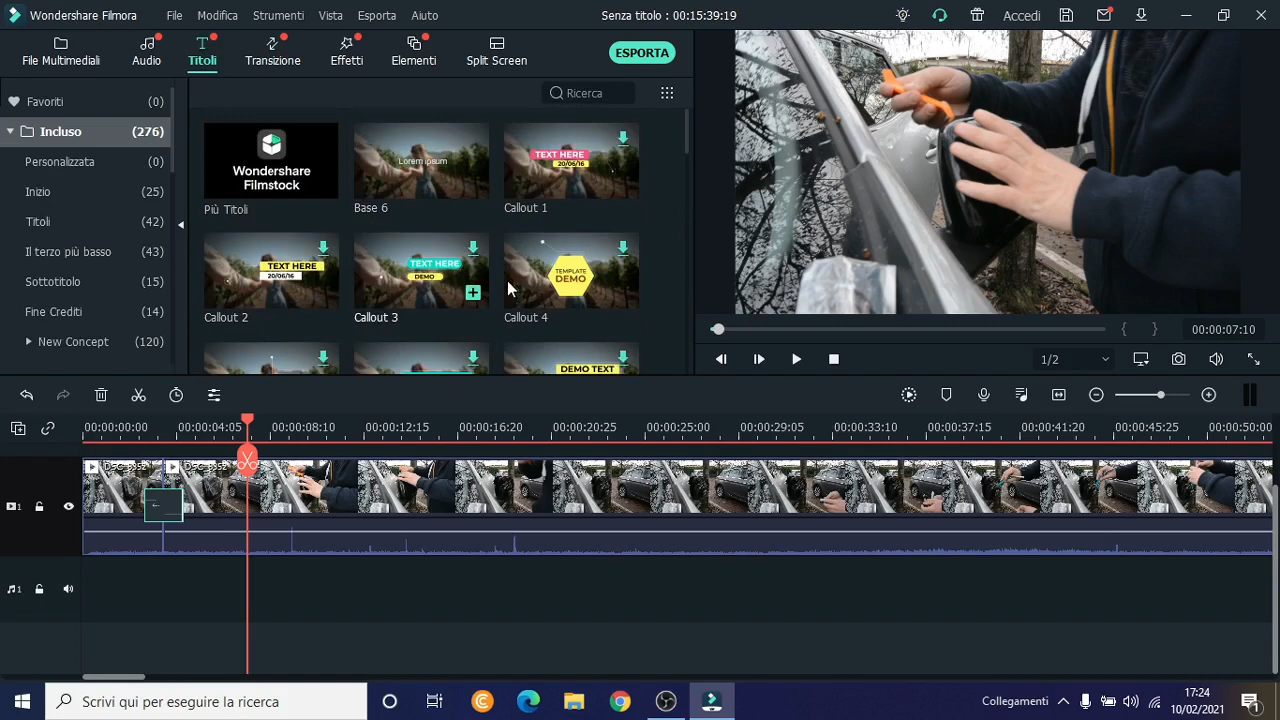 Wondershare Filmora
File Modifica Strumenti Vista Esporta Aiuto
Senza titolo : 00:15:39:19
Accedi
File Multimediali Audio Titoli Transizione Effetti Elementi Split Screen
ESPORTA
Favoriti (0)
Incluso (276)
Personalizzata (0)
Inizio (25)
Titoli (42)
Il terzo più basso (43)
Sottotitolo (15)
Fine Crediti (14)
New Concept (120)
Ricerca
Wondershare
Filmstock
Più Titoli
Lorem ipsum
Base 6
TEXT HERE
20/06/16
Callout 1
TEXT HERE
20/06/16
Callout 2
TEXT HERE
DEMO
Callout 3
TEMPLATE
DEMO
Callout 4
DEMO TEXT
00:00:07:10
1/2
00:00:00:00 00:00:04:05 00:00:08:10 00:00:12:15 00:00:16:20 00:00:20:25 00:00:25:00 00:00:29:05 00:00:33:10 00:00:37:15 00:00:41:20 00:00:45:25 00:00:50:00
1
1
Scrivi qui per eseguire la ricerca
Collegamenti
17:24
10/02/2021
1